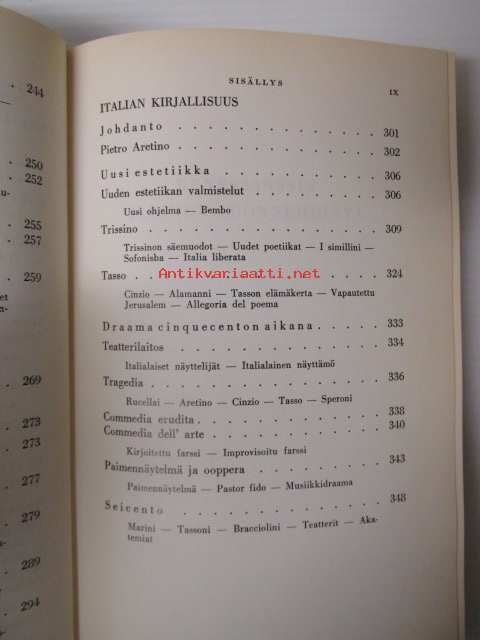 244
250
252
255
257
259
269
273
273
277
279
289
294
SISÄLLYS
IX
ITALIAN KIRJALLISUUS
Johdanto . . . . . . . . . . . 301
Pietro Aretino . . . . . . . . . . 302
Uusi estetiikka . . . . . . . . . 306
Uuden estetiikan valmistelut . . . . . . . 306
Uusi ohjelma — Bembo
Trissino . . . . . . . . . . . 309
Trissinon säemuodot — Uudet poetiikat — I simillini —
Sofonisba — Italia liberata
Tasso . . . . . . . . . . . 324
Antikvariaatti.net
Cinzio — Alamanni — Tasson elämäkerta — Vapautettu
Jerusalem — Allegoria del poema
Draama cinquecenton aikana . . . . . 333
Teatterilaitos . . . . . . . . . . 334
Italialaiset näyttelijät — Italialainen näyttämö
Tragedia . . . . . . . . . . . 336
Rucellai — Aretino — Cinzio — Tasso — Speroni
Commedia erudita . . . . . . . . . 338
Commedia dell' arte . . . . . . . . . 340
Kirjoitettu farssi — Improvisoitu farssi
Paimennäytelmä ja ooppera . . . . . . . 343
Paimennäytelmä — Pastor fido — Musiikkidraama
Seicento . . . . . . . . . . . 348
Marini — Tassoni — Bracciolini — Teatterit — Aka-
temiat